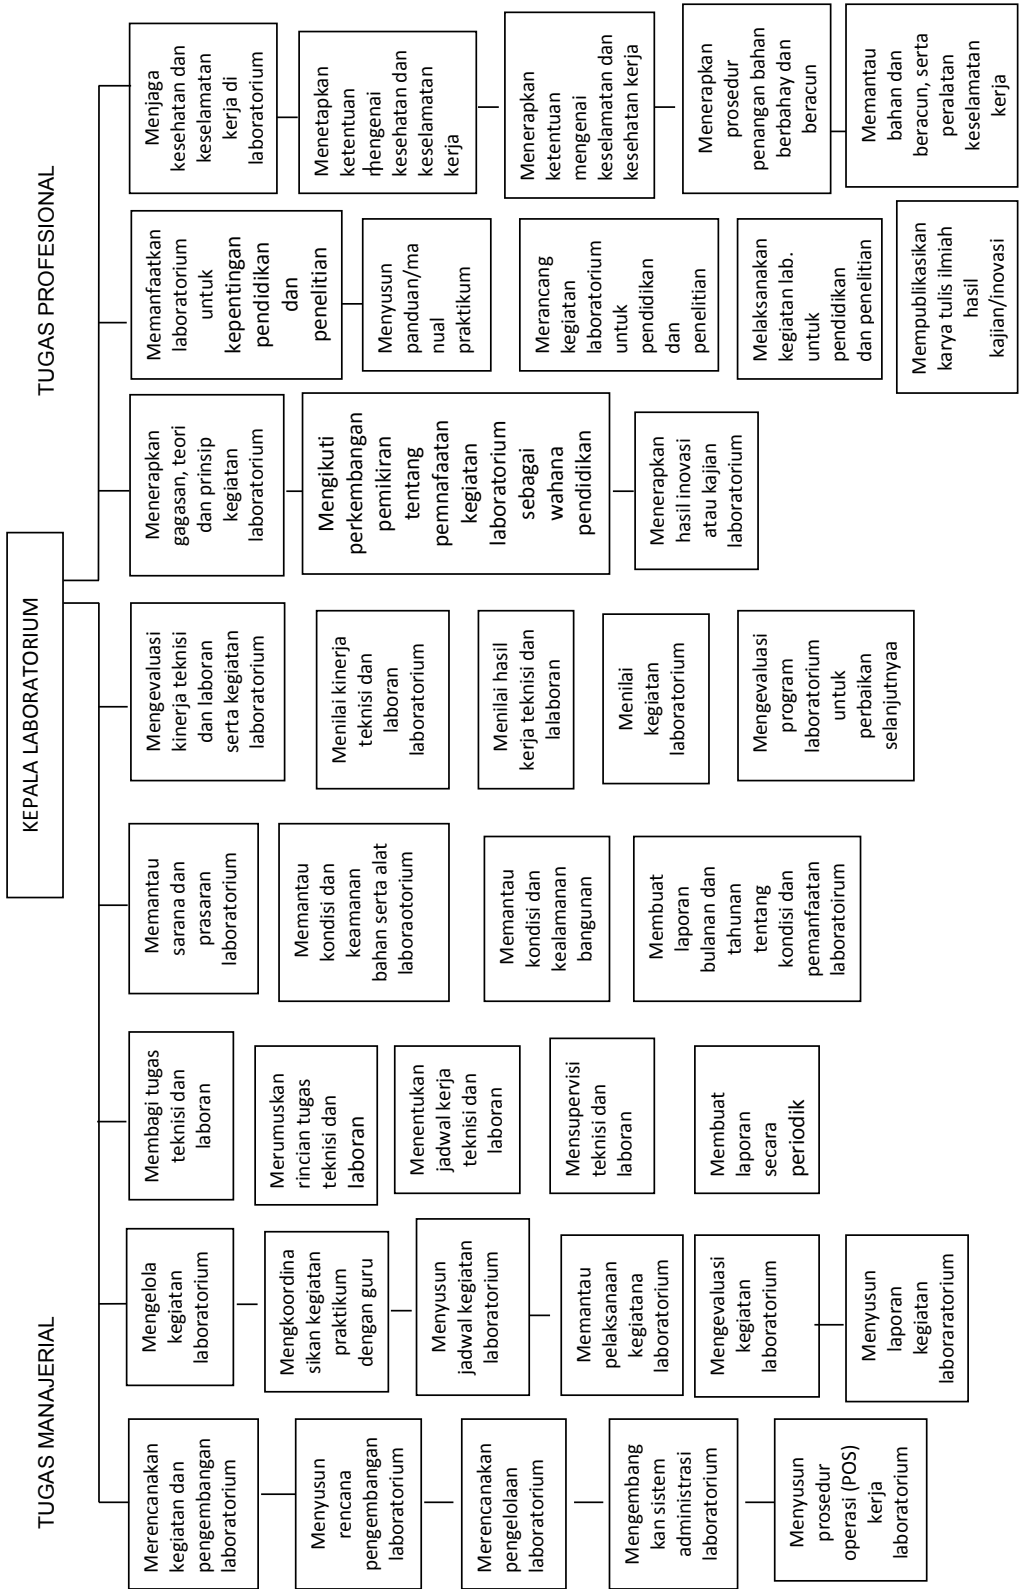 KEPALA LABORATORIUM
TUGAS MANAJERIAL
TUGAS PROFESIONAL
Merencanakan
kegiatan dan
pengembangan
laboratorium
Menyusun
rencana
pengembangan
laboratorium
Merencanakan
pengelolaan
laboratorium
Mengembang
kan sistem
administrasi
laboratorium
Menyusun
prosedur
operasi (POS)
kerja
laboratorium
Mengelola
kegiatan
laboratorium
Mengkoordina
sikan kegiatan
praktikum
dengan guru
Menyusun
jadwal kegiatan
laboratorium
Memantau
pelaksanaan
kegiatana
laboratorium
Mengevaluasi
kegiatan
laboratorium
Menyusun
laporan
kegiatan
laboraratorium
Membagi tugas
teknisi dan
laboran
Merumuskan
rincian tugas
teknisi dan
laboran
Menentukan
jadwal kerja
teknisi dan
laboran
Mensupervisi
teknisi dan
laboran
Membuat
laporan
secara
periodik
Memantau
sarana dan
prasaran
laboratorium
Memantau
kondisi dan
keamanan
bahan serta alat
laboraotorium
Memantau
kondisi dan
kealamanan
bangunan
Membuat
laporan
bulanan dan
tahunan
tentang
kondisi dan
pemanfaatan
laboratoirum
Mengevaluasi
kinerja teknisi
dan laboran
serta kegiatan
laboratorium
Menilai kinerja
teknisi dan
laboran
laboratorium
Menilai hasil
kerja teknisi dan
lalaboran
Menilai
kegiatan
laboratorium
Mengevaluasi
program
laboratorium
untuk
perbaikan
selanjutnyaa
Menerapkan
gagasan, teori
dan prinsip
kegiatan
laboratorium
Mengikuti
perkembangan
pemikiran
tentang
pemnafaatan
kegiatan
laboratorium
sebagai
wahana
pendidikan
Menerapkan
hasil inovasi
atau kajian
laboratorium
Memanfaatkan
laboratorium
untuk
kepentingan
pendidikan
dan
penelitian
Menyusun
panduan/ma
nual
praktikum
Merancang
kegiatan
laboratorium
untuk
pendidikan
dan
penelitian
Melaksanakan
kegiatan lab.
untuk
pendidikan
dan penelitian
Mempublikasikan
karya tulis ilmiah
hasil
kajian/inovasi
Menjaga
kesehatan dan
keselamatan
kerja di
laboratorium
Menetapkan
ketentuan
mengenai
kesehatan dan
keselamatan
kerja
Menerapkan
ketentuan
mengenai
keselamatan dan
kesehatan kerja
Menerapkan
prosedur
penangan bahan
berbahay dan
beracun
Memantau
bahan dan
beracun, serta
peralatan
keselamatan
kerja